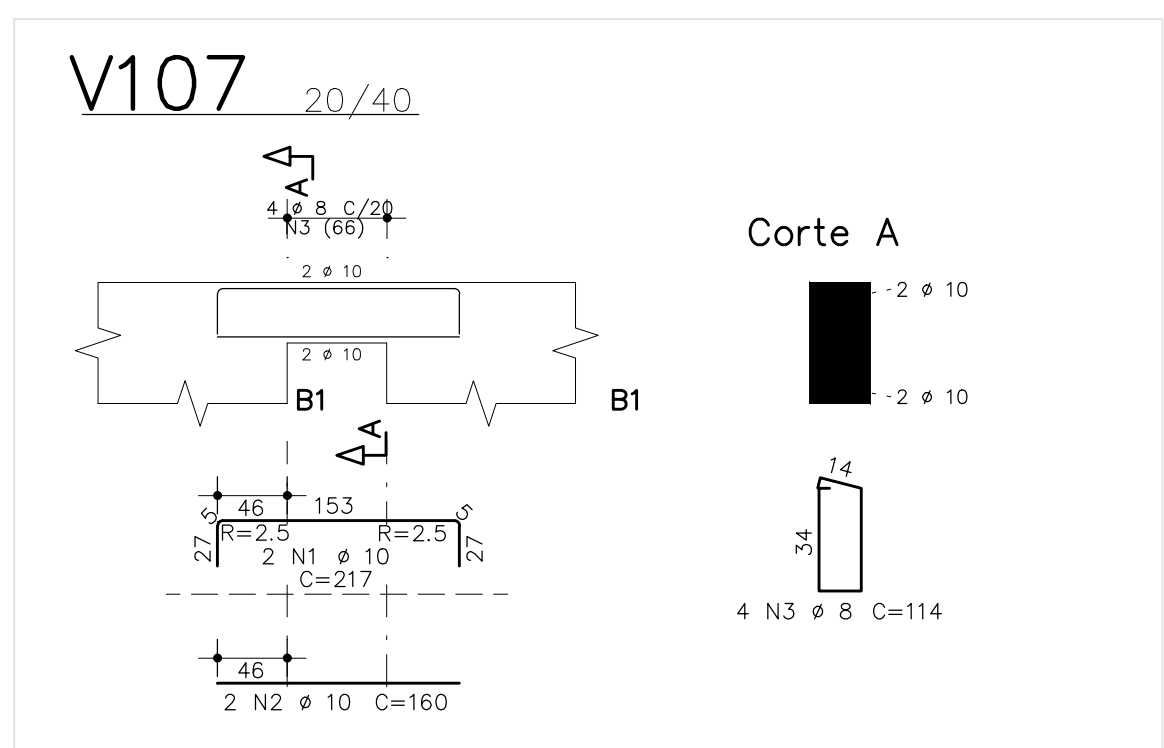 V107 20/40
A
4 ø 8 C/20
N3 (66)
2 ø 10
2 ø 10
B1 B1
A
46 153
5 5
R=2.5 R=2.5
27 27
2 N1 ø 10
C=217
46
2 N2 ø 10 C=160
Corte A
2 ø 10
2 ø 10
14
34
4 N3 ø 8 C=114